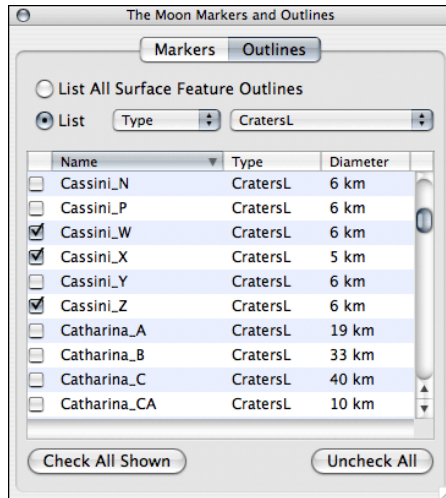 The Moon Markers and Outlines
Markers Outlines
List All Surface Feature Outlines
List Type CratersL
Name Type Diameter
Cassini_N CratersL 6 km
Cassini_P CratersL 6 km
Cassini_W CratersL 6 km
Cassini_X CratersL 5 km
Cassini_Y CratersL 6 km
Cassini_Z CratersL 6 km
Catharina_A CratersL 19 km
Catharina_B CratersL 33 km
Catharina_C CratersL 40 km
Catharina_CA CratersL 10 km
Check All Shown Uncheck All